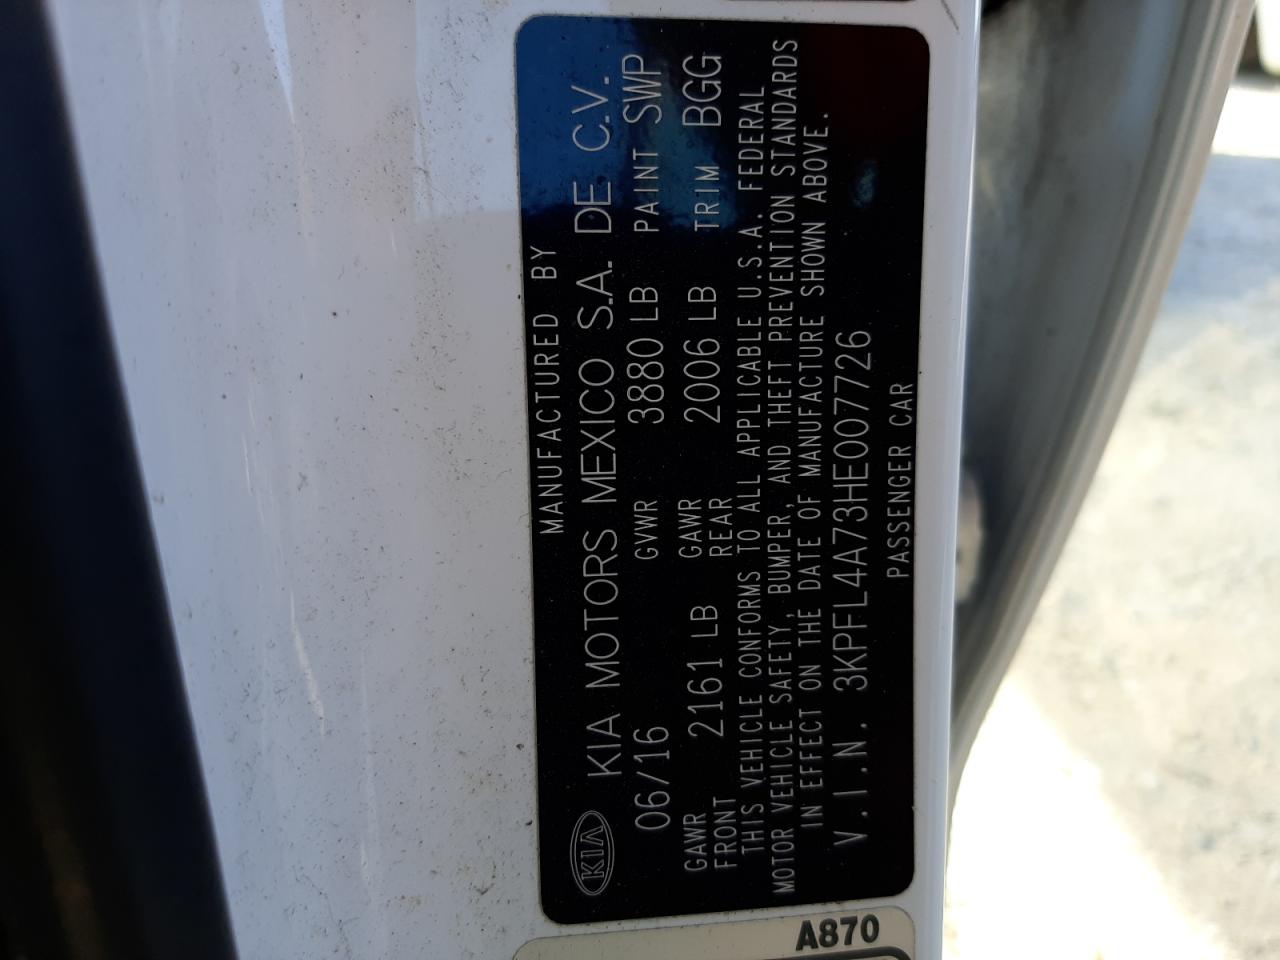 MANUFACTURED BY
KIA KIA MOTORS MEXICO S.A. DE C.V.
06/16 GVWR 3880 LB PAINT SWP
GAWR FRONT 2161 LB GAWR REAR 2006 LB TRIM BGG
THIS VEHICLE CONFORMS TO ALL APPLICABLE U.S.A. FEDERAL
MOTOR VEHICLE SAFETY, BUMPER, AND THEFT PREVENTION STANDARDS
IN EFFECT ON THE DATE OF MANUFACTURE SHOWN ABOVE.
V.I.N. 3KPFL4A73HE007726
PASSENGER CAR
A870